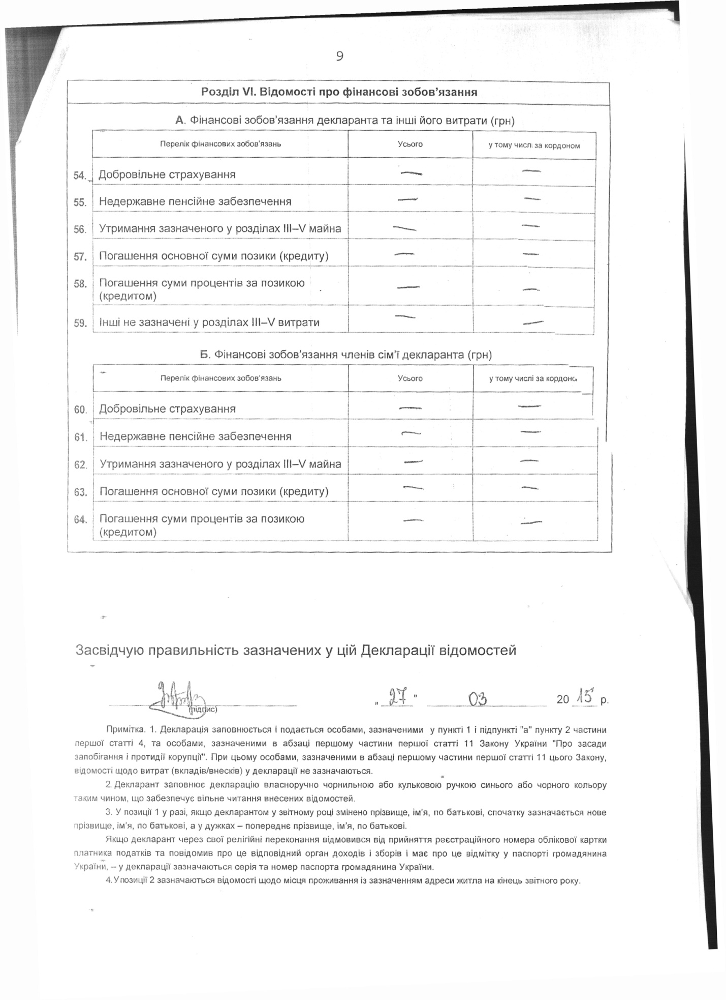 9
Розділ VI. Відомості про фінансові зобов'язання
А. Фінансові зобов'язання декларанта та інші його витрати (грн)
Перелік фінансових зобов'язань Усього у тому числі за кордоном
54. Добровільне страхування — —
55. Недержавне пенсійне забезпечення — —
56. Утримання зазначеного у розділах III–V майна — —
57. Погашення основної суми позики (кредиту) — —
58. Погашення суми процентів за позикою — —
(кредитом)
59. Інші не зазначені у розділах III–V витрати — —
Б. Фінансові зобов'язання членів сім'ї декларанта (грн)
Перелік фінансових зобов'язань Усього у тому числі за кордоно
60. Добровільне страхування — —
61. Недержавне пенсійне забезпечення — —
62. Утримання зазначеного у розділах III–V майна — —
63. Погашення основної суми позики (кредиту) — —
64. Погашення суми процентів за позикою — —
(кредитом)
Засвідчую правильність зазначених у цій Декларації відомостей
„ 27 " 03 20 15 р.
(підпис)
Примітка. 1. Декларація заповнюється і подається особами, зазначеними у пункті 1 і підпункті "а" пункту 2 частини
першої статті 4, та особами, зазначеними в абзаці першому частини першої статті 11 Закону України "Про засади
запобігання і протидії корупції". При цьому особами, зазначеними в абзаці першому частини першої статті 11 цього Закону,
відомості щодо витрат (вкладів/внесків) у декларації не зазначаються.
2. Декларант заповнює декларацію власноручно чорнильною або кульковою ручкою синього або чорного кольору
таким чином, що забезпечує вільне читання внесених відомостей.
3. У позиції 1 у разі, якщо декларантом у звітному році змінено прізвище, ім'я, по батькові, спочатку зазначається нове
прізвище, ім'я, по батькові, а у дужках – попереднє прізвище, ім'я, по батькові.
Якщо декларант через свої релігійні переконання відмовився від прийняття реєстраційного номера облікової картки
платника податків та повідомив про це відповідний орган доходів і зборів і має про це відмітку у паспорті громадянина
України, – у декларації зазначаються серія та номер паспорта громадянина України.
4. У позиції 2 зазначаються відомості щодо місця проживання із зазначенням адреси житла на кінець звітного року.